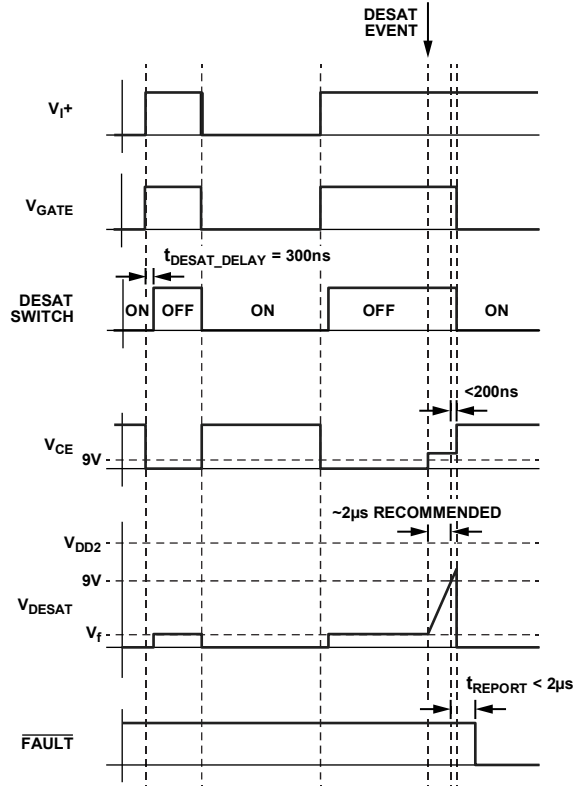 DESAT
EVENT
VI+
VGATE
tDESAT_DELAY = 300ns
DESAT
SWITCH
ON
OFF
ON
OFF
ON
<200ns
VCE
9V
~2µs RECOMMENDED
VDD2
9V
VDESAT
Vf
tREPORT < 2µs
FAULT